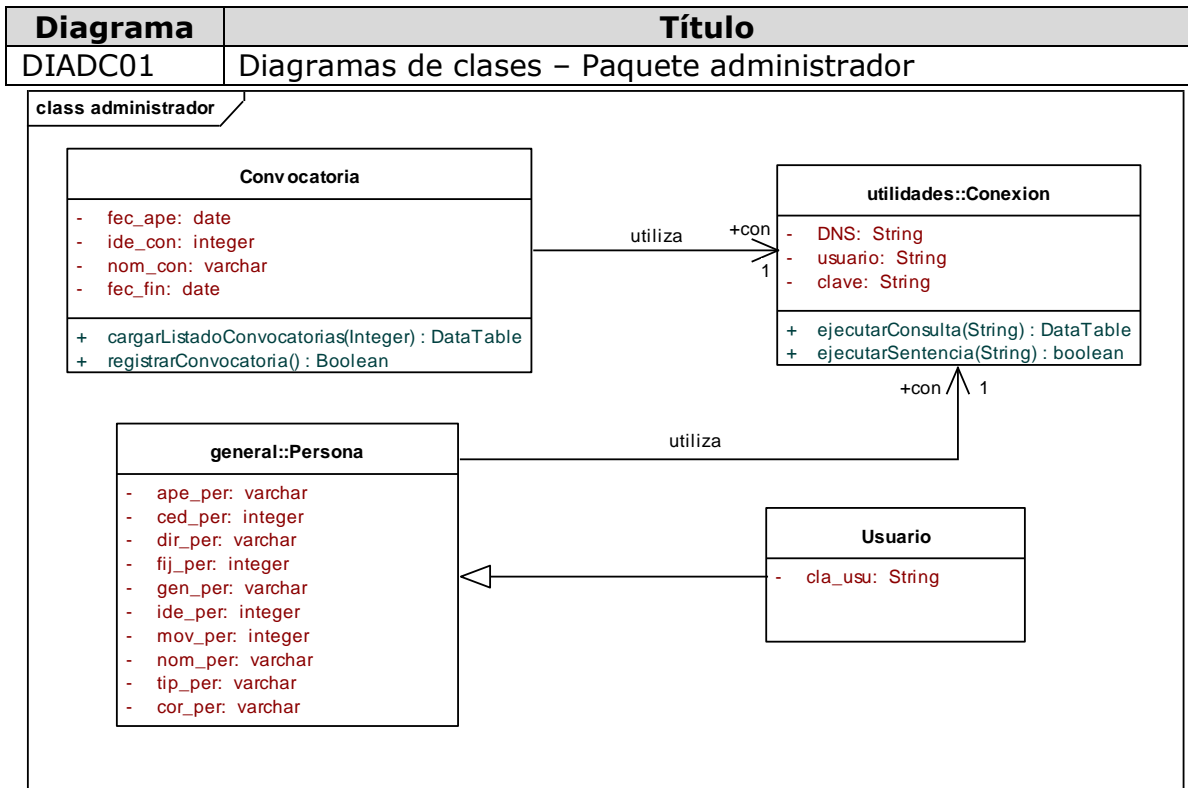 Diagrama Título
DIADC01 Diagramas de clases – Paquete administrador
class administrador
Convocatoria
- fec_ape: date
- ide_con: integer
- nom_con: varchar
- fec_fin: date
+ cargarListadoConvocatorias(Integer) : DataTable
+ registrarConvocatoria() : Boolean
utiliza
+con
1
utilidades::Conexion
- DNS: String
- usuario: String
- clave: String
+ ejecutarConsulta(String) : DataTable
+ ejecutarSentencia(String) : boolean
+con 1
utiliza
general::Persona
- ape_per: varchar
- ced_per: integer
- dir_per: varchar
- fij_per: integer
- gen_per: varchar
- ide_per: integer
- mov_per: integer
- nom_per: varchar
- tip_per: varchar
- cor_per: varchar
Usuario
- cla_usu: String